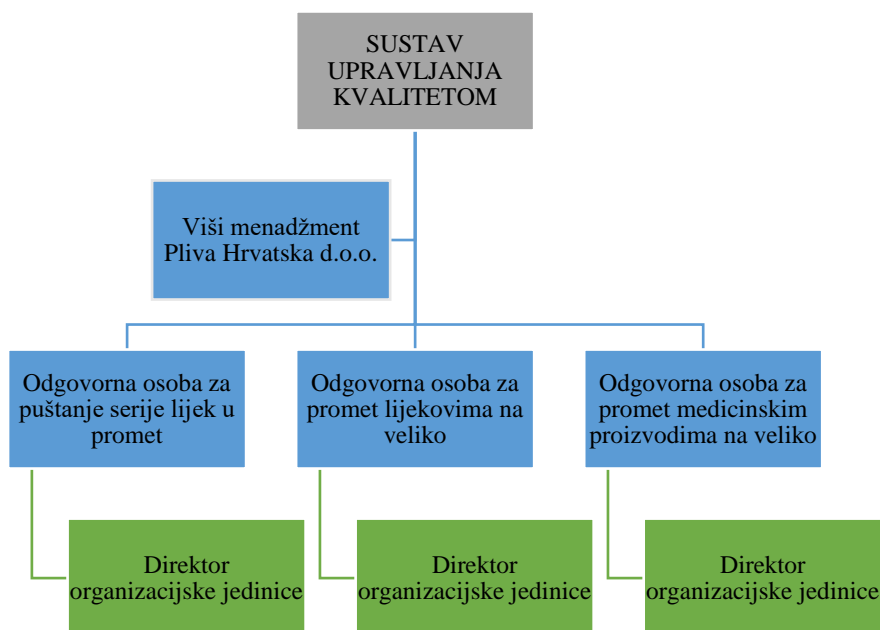 SUSTAV
UPRAVLJANJA
KVALITETOM
Viši menadžment
Pliva Hrvatska d.o.o.
Odgovorna osoba za
puštanje serije lijek u
promet
Odgovorna osoba za
promet lijekovima na
veliko
Odgovorna osoba za
promet medicinskim
proizvodima na veliko
Direktor
organizacijske jedinice
Direktor
organizacijske jedinice
Direktor
organizacijske jedinice